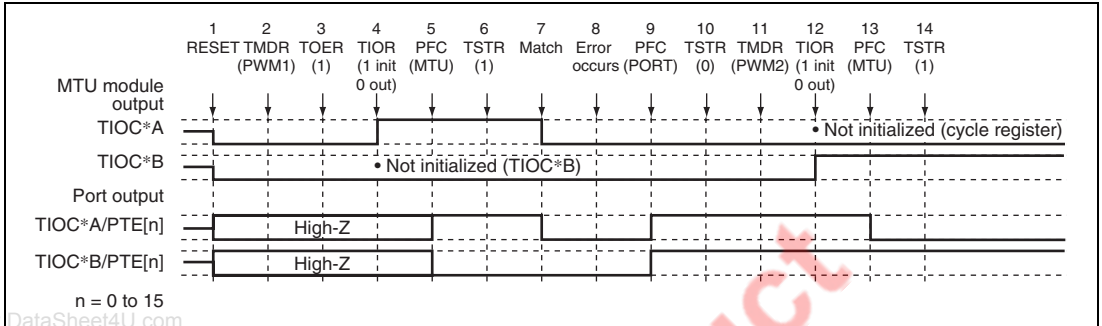 1 2 3 4 5 6 7 8 9 10 11 12 13 14
RESET TMDR TOER TIOR PFC TSTR Match Error PFC TSTR TMDR TIOR PFC TSTR
(PWM1) (1) (1 init (MTU) (1) occurs (PORT) (0) (PWM2) (1 init (MTU) (1)
0 out) 0 out)
MTU module
output
TIOC*A
• Not initialized (cycle register)
TIOC*B
• Not initialized (TIOC*B)
Port output
TIOC*A/PTE[n]
High-Z
TIOC*B/PTE[n]
High-Z
n = 0 to 15
DataSheet4U.com
uct